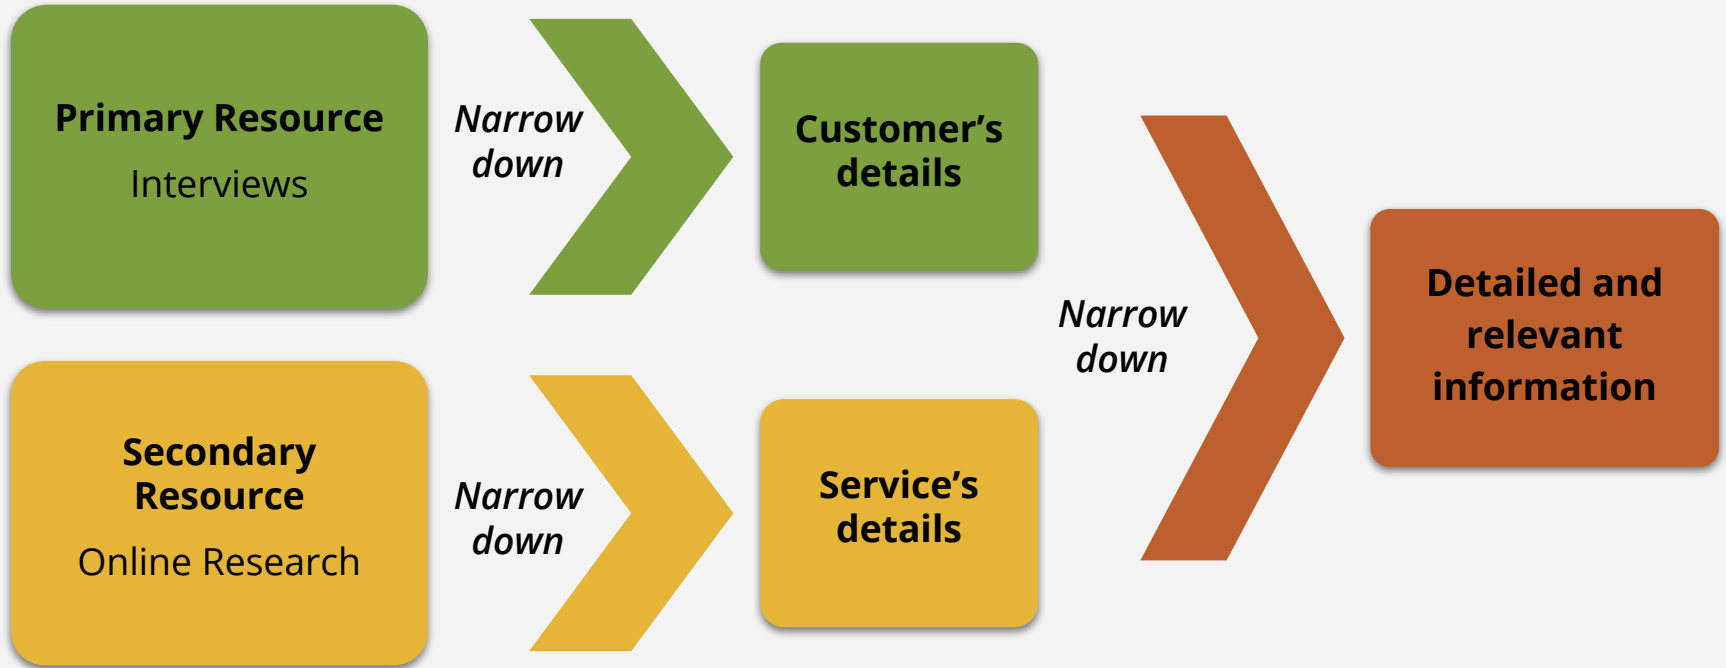 Primary Resource
Interviews
Narrow
down
Customer’s
details
Secondary
Resource
Online Research
Narrow
down
Service’s
details
Narrow
down
Detailed and
relevant
information